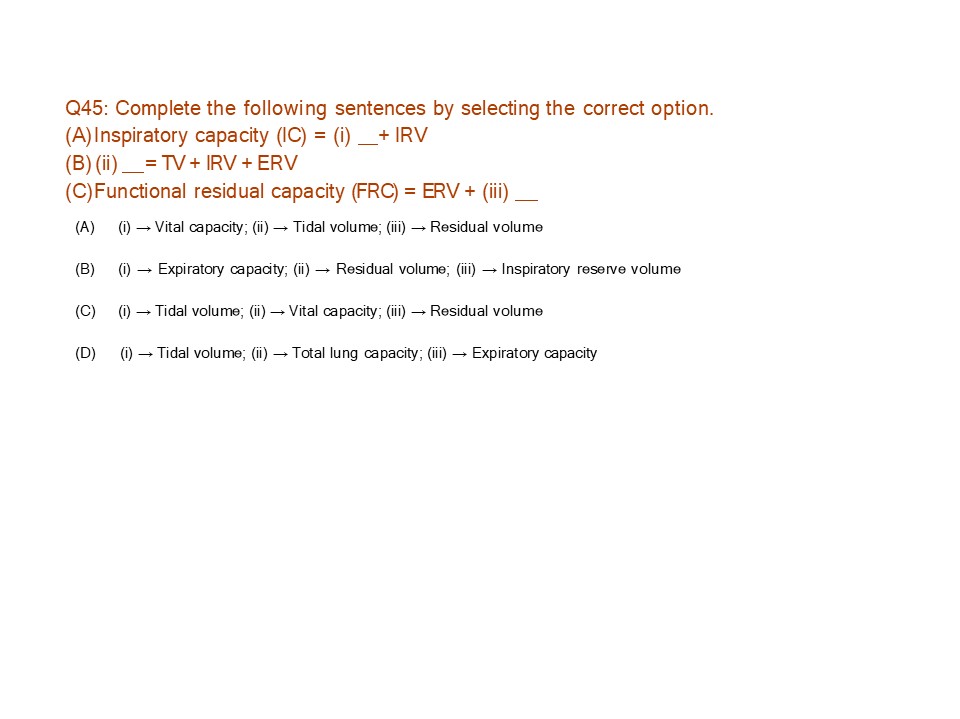 Q45: Complete the following sentences by selecting the correct option.
(A) Inspiratory capacity (IC) = (i) __+ IRV
(B) (ii) __= TV + IRV + ERV
(C) Functional residual capacity (FRC) = ERV + (iii) __
(A) (i) → Vital capacity; (ii) → Tidal volume; (iii) → Residual volume
(B) (i) → Expiratory capacity; (ii) → Residual volume; (iii) → Inspiratory reserve volume
(C) (i) → Tidal volume; (ii) → Vital capacity; (iii) → Residual volume
(D) (i) → Tidal volume; (ii) → Total lung capacity; (iii) → Expiratory capacity